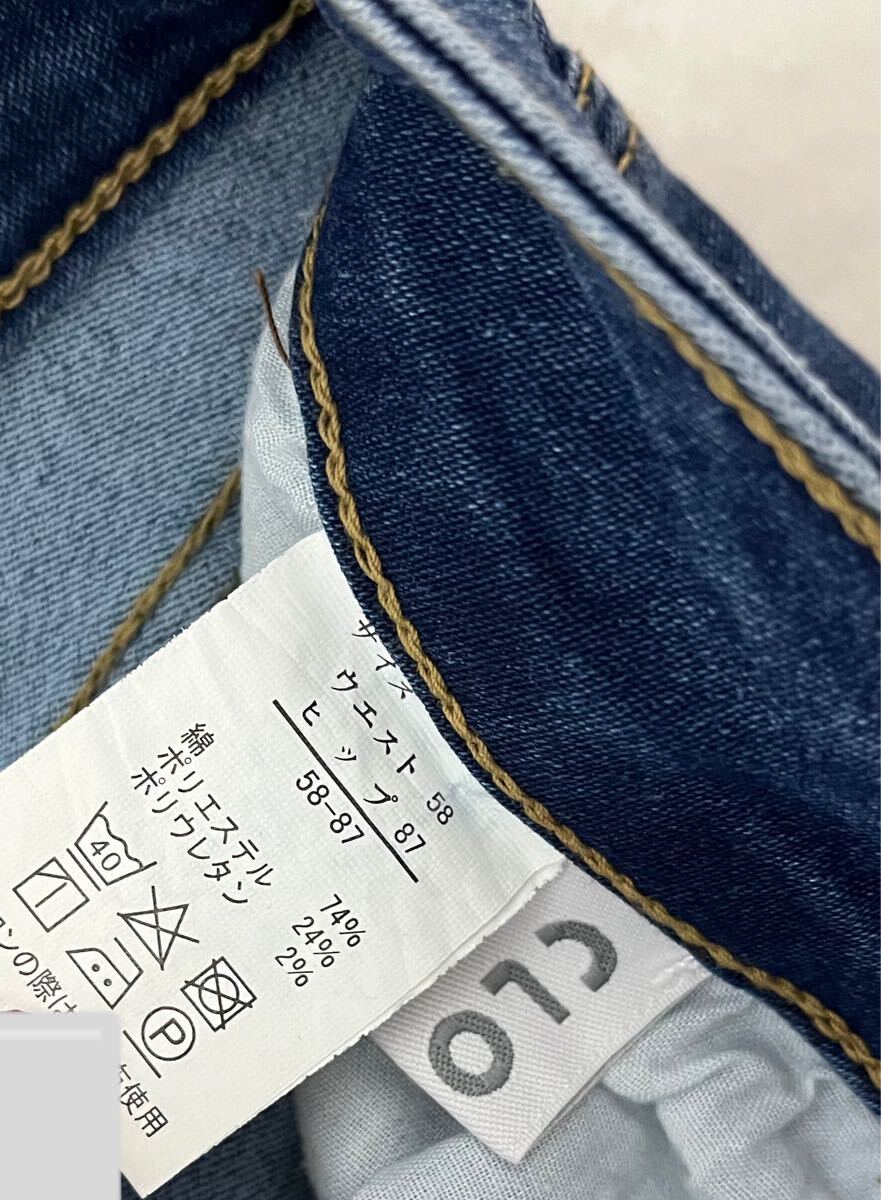 サイズ
ウエスト 58
ヒップ 87
58-87
綿 74%
ポリエステル 24%
ポリウレタン 2%
40
P
ンの際は
使用
CLO